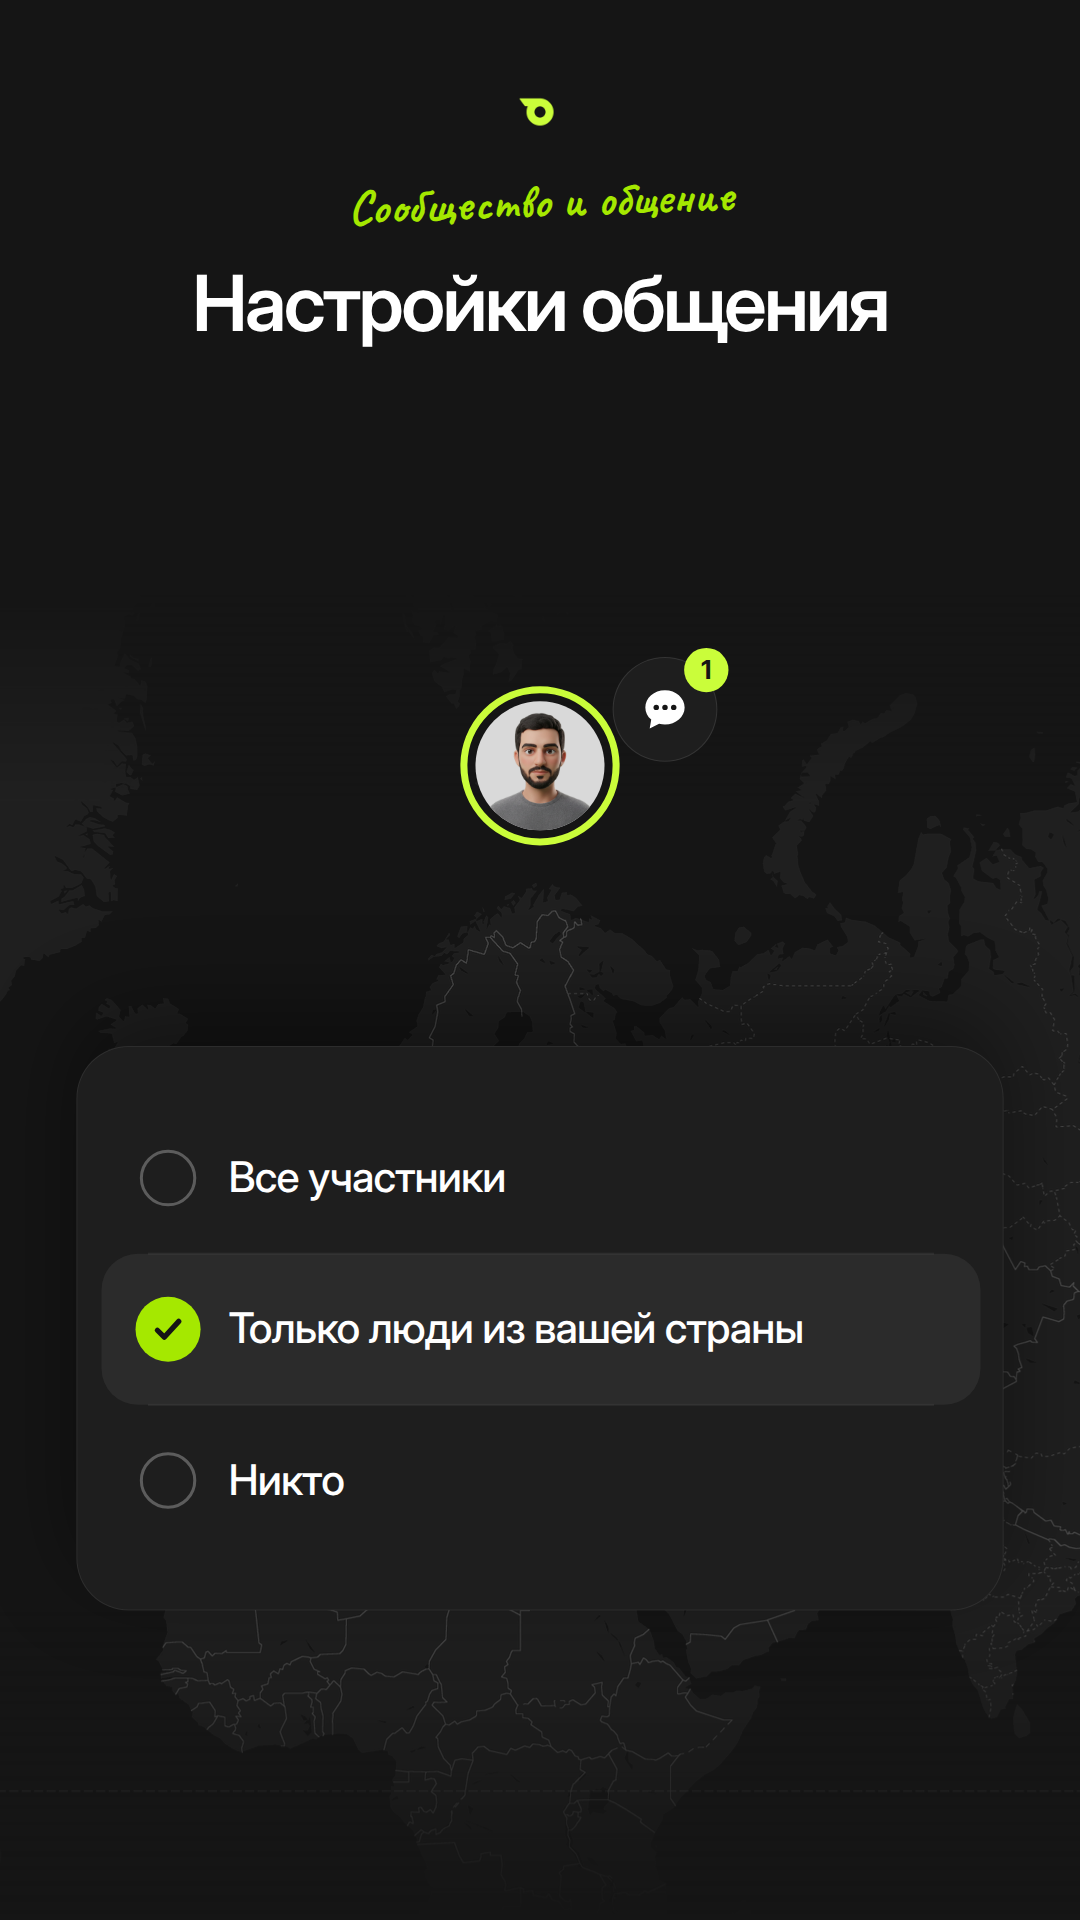 Сообщество и общение
Настройки общения
1
Все участники
Только люди из вашей страны
Никто